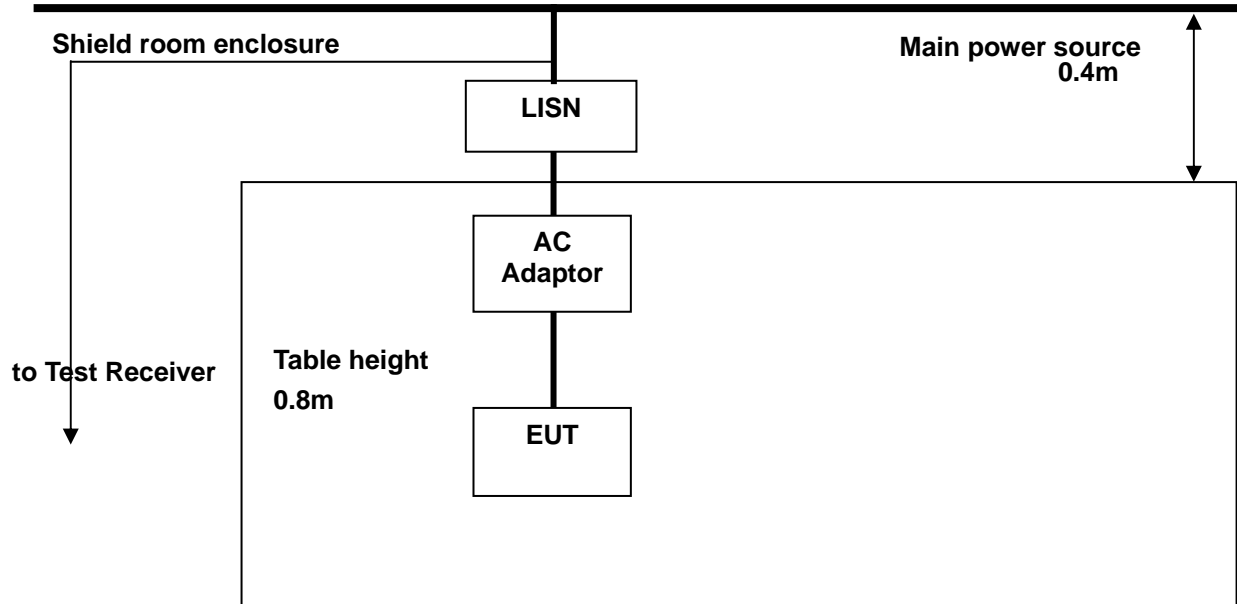 Shield room enclosure
Main power source
0.4m
LISN
AC
Adaptor
to Test Receiver
Table height
0.8m
EUT